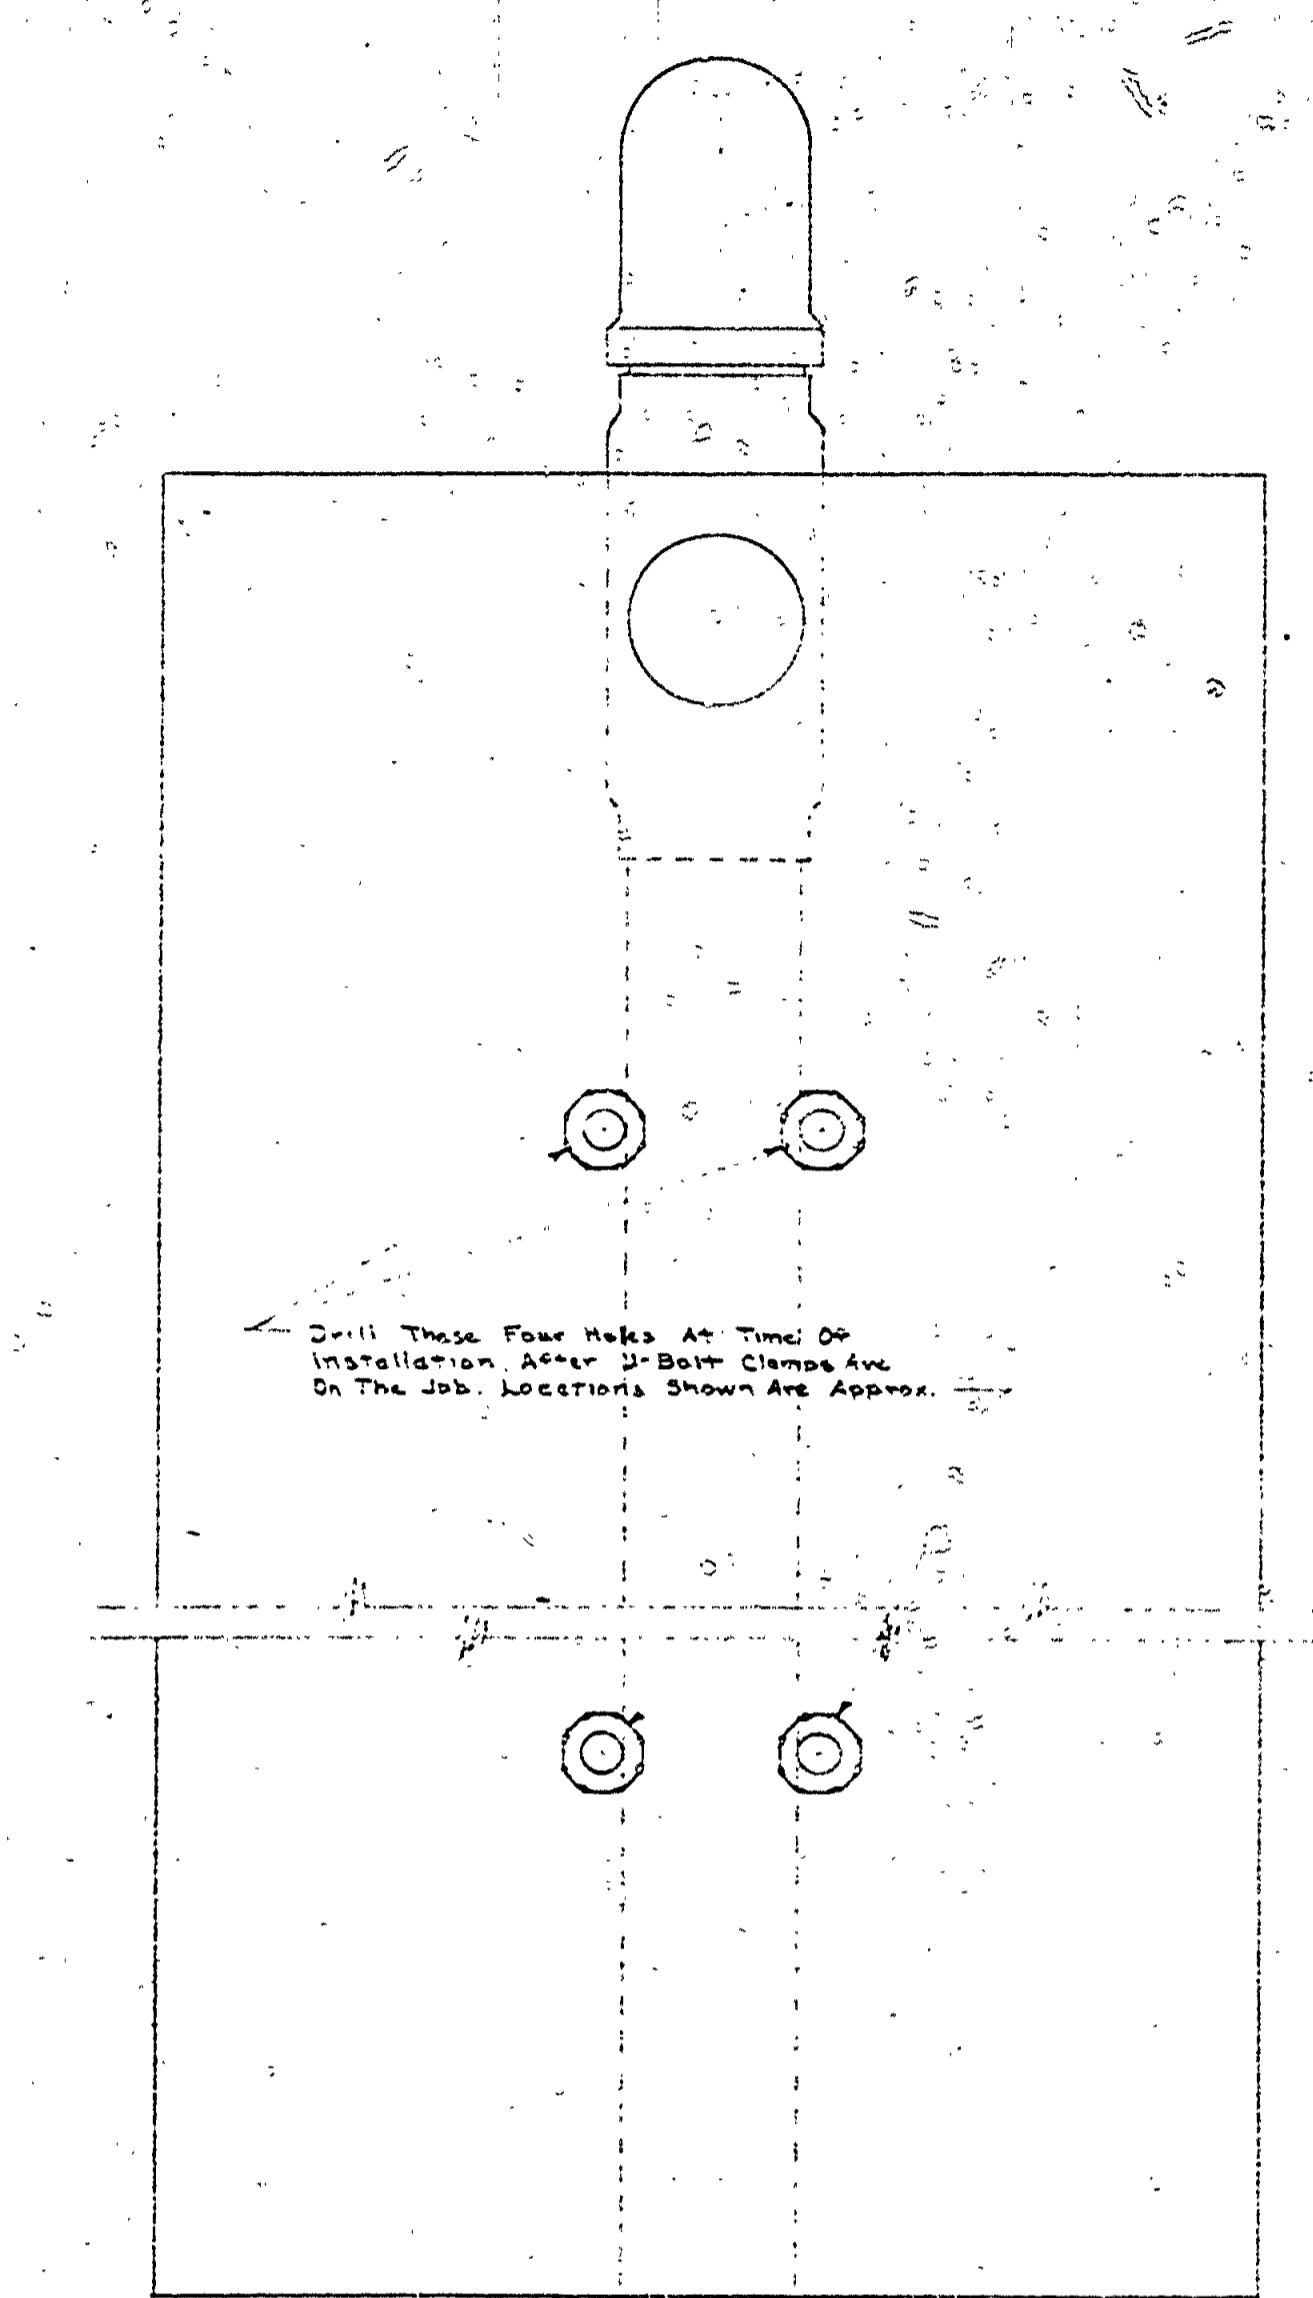 Drill These Four Holes At Time Of
Installation, After U-Bolt Clamps Are
On The Job. Locations Shown Are Approx.